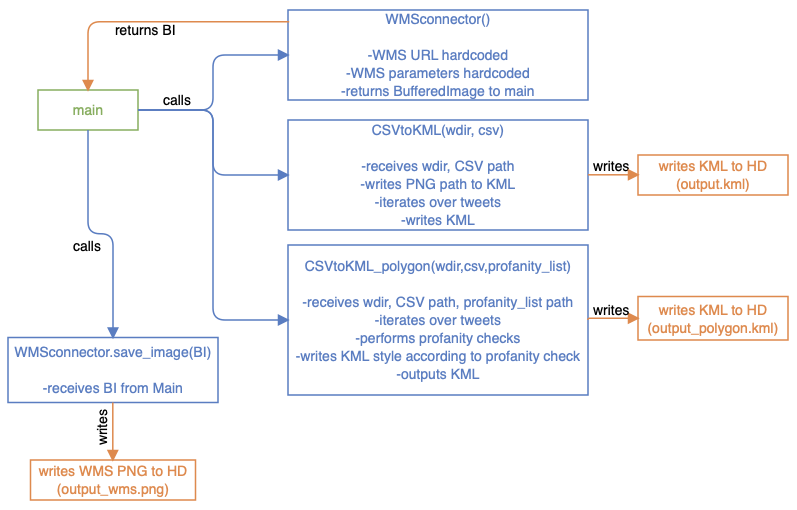 returns BI
WMSconnector()
-WMS URL hardcoded
-WMS parameters hardcoded
-returns BufferedImage to main
main
calls
CSVtoKML(wdir, csv)
-receives wdir, CSV path
-writes PNG path to KML
-iterates over tweets
-writes KML
writes
writes KML to HD
(output.kml)
CSVtoKML_polygon(wdir,csv,profanity_list)
-receives wdir, CSV path, profanity_list path
-iterates over tweets
-performs profanity checks
-writes KML style according to profanity check
-outputs KML
writes
writes KML to HD
(output_polygon.kml)
calls
WMSconnector.save_image(BI)
-receives BI from Main
writes
writes WMS PNG to HD
(output_wms.png)